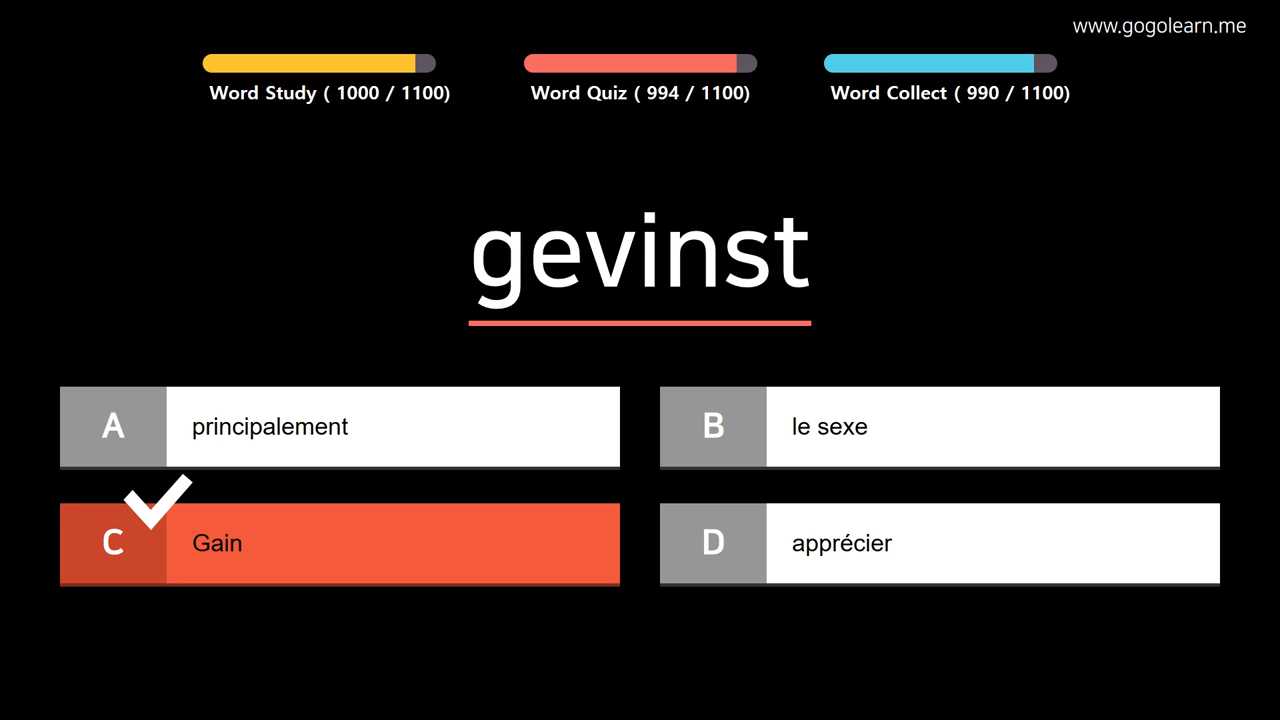 www.gogolearn.me
Word Study ( 1000 / 1100)
Word Quiz ( 994 / 1100)
Word Collect ( 990 / 1100)
gevinst
A principalement
B le sexe
C Gain
D apprécier